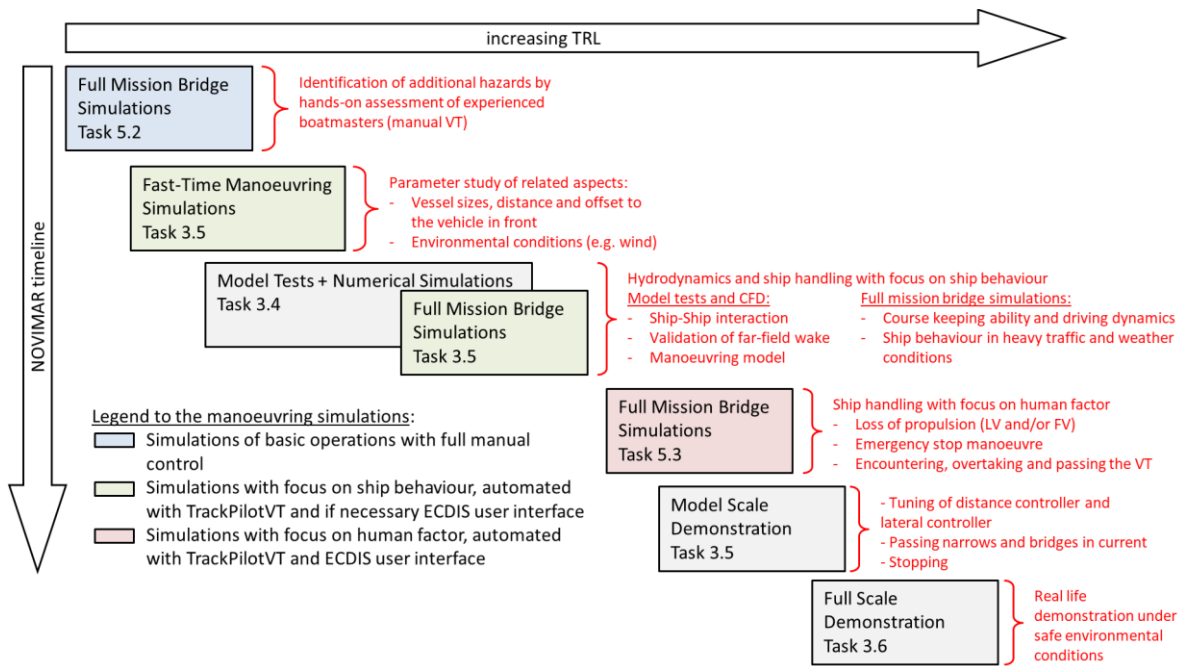 increasing TRL
NOVIMAR timeline
Full Mission Bridge
Simulations
Task 5.2
Identification of additional hazards by
hands-on assessment of experienced
boatmasters (manual VT)
Fast-Time Manoeuvring
Simulations
Task 3.5
Parameter study of related aspects:
- Vessel sizes, distance and offset to
the vehicle in front
- Environmental conditions (e.g. wind)
Model Tests + Numerical Simulations
Task 3.4
Full Mission Bridge
Simulations
Task 3.5
Hydrodynamics and ship handling with focus on ship behaviour
Model tests and CFD:
- Ship-Ship interaction
- Validation of far-field wake
- Manoeuvring model
Full mission bridge simulations:
- Course keeping ability and driving dynamics
- Ship behaviour in heavy traffic and weather
conditions
Full Mission Bridge
Simulations
Task 5.3
Ship handling with focus on human factor
- Loss of propulsion (LV and/or FV)
- Emergency stop manoeuvre
- Encountering, overtaking and passing the VT
Legend to the manoeuvring simulations:
Simulations of basic operations with full manual
control
Simulations with focus on ship behaviour, automated
with TrackPilotVT and if necessary ECDIS user interface
Simulations with focus on human factor, automated
with TrackPilotVT and ECDIS user interface
Model Scale
Demonstration
Task 3.5
- Tuning of distance controller and
lateral controller
- Passing narrows and bridges in current
- Stopping
Full Scale
Demonstration
Task 3.6
Real life
demonstration under
safe environmental
conditions